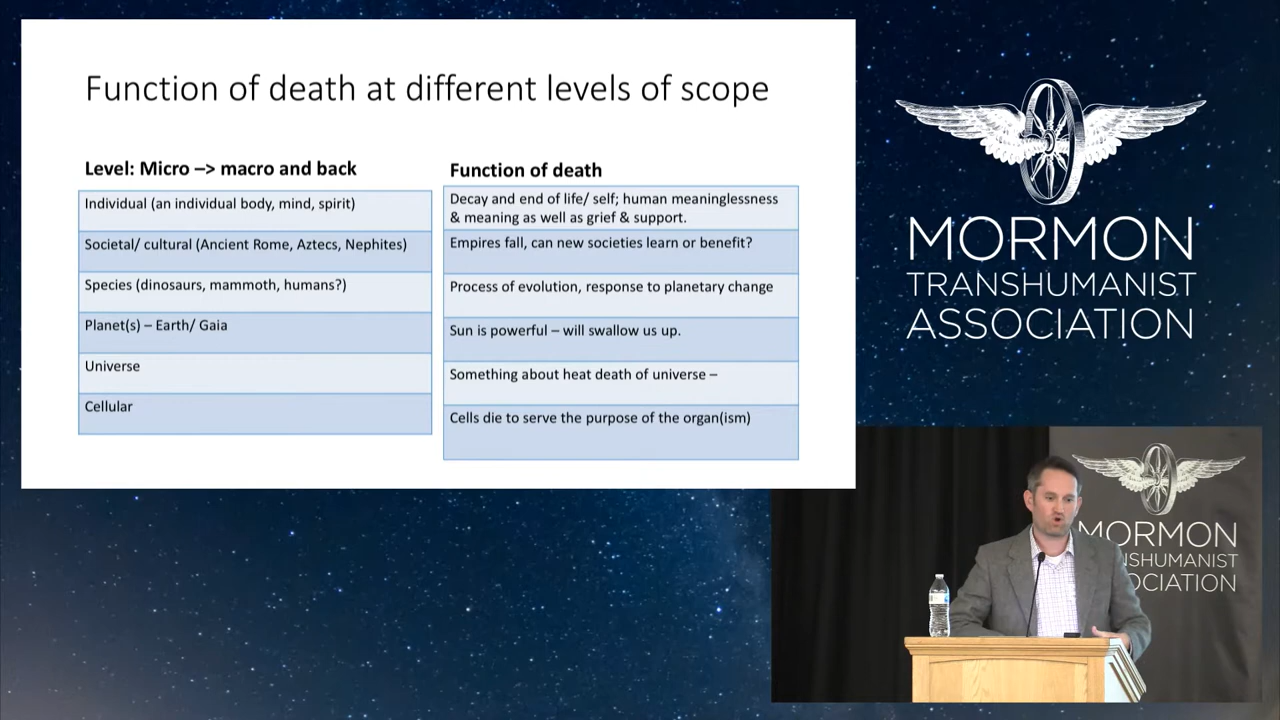 Function of death at different levels of scope
Level: Micro –> macro and back
Individual (an individual body, mind, spirit)
Societal/ cultural (Ancient Rome, Aztecs, Nephites)
Species (dinosaurs, mammoth, humans?)
Planet(s) – Earth/ Gaia
Universe
Cellular
Function of death
Decay and end of life/ self; human meaninglessness
& meaning as well as grief & support.
Empires fall, can new societies learn or benefit?
Process of evolution, response to planetary change
Sun is powerful – will swallow us up.
Something about heat death of universe –
Cells die to serve the purpose of the organ(ism)
MORMON
TRANSHUMANIST
ASSOCIATION
MORMON
NSHUMANIST
OCIATION